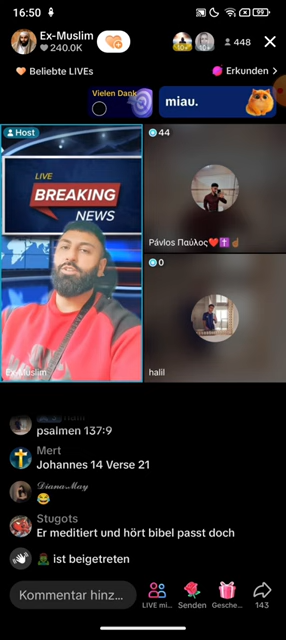 16:50
99
Ex-Muslim
240.0K
10+
448
Beliebte LIVEs
Erkunden
Vielen Dank
miau.
Host
44
LIVE
BREAKING
NEWS
Pávlos Παύλος❤️✝️☝🏾
0
Ex-Muslim
halil
psalmen 137:9
Mert
Johannes 14 Verse 21
𝒟𝒾𝒶𝓃𝒶𝑀𝒶𝓎
😂
Stugots
Er meditiert und hört bibel passt doch
ist beigetreten
Kommentar hinz...
LIVE mi...
Senden
Gesche...
143